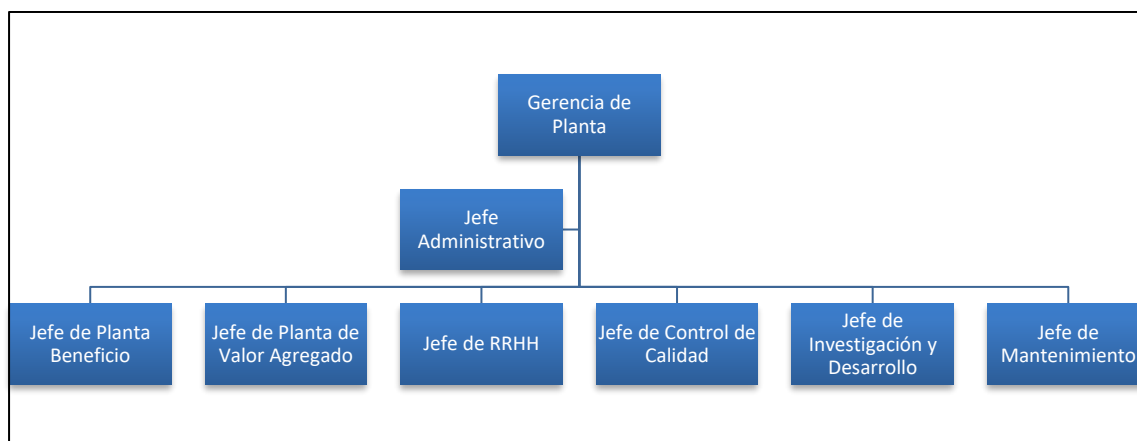 Gerencia de
Planta
Jefe
Administrativo
Jefe de Planta
Beneficio
Jefe de Planta de
Valor Agregado
Jefe de RRHH
Jefe de Control de
Calidad
Jefe de
Investigación y
Desarrollo
Jefe de
Mantenimiento